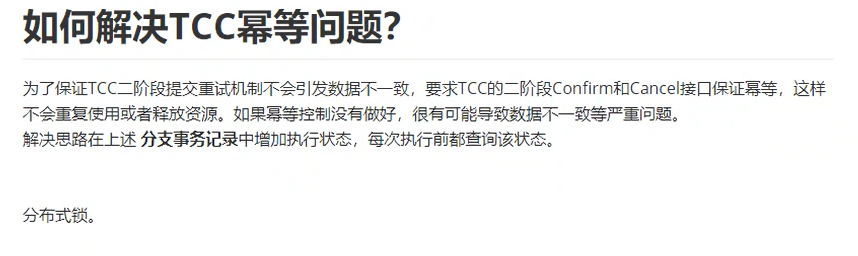 如何解决TCC幂等问题？
为了保证TCC二阶段提交重试机制不会引发数据不一致，要求TCC的二阶段Confirm和Cancel接口保证幂等，这样
不会重复使用或者释放资源。如果幂等控制没有做好，很有可能导致数据不一致等严重问题。
解决思路在上述 分支事务记录中增加执行状态，每次执行前都查询该状态。
分布式锁。